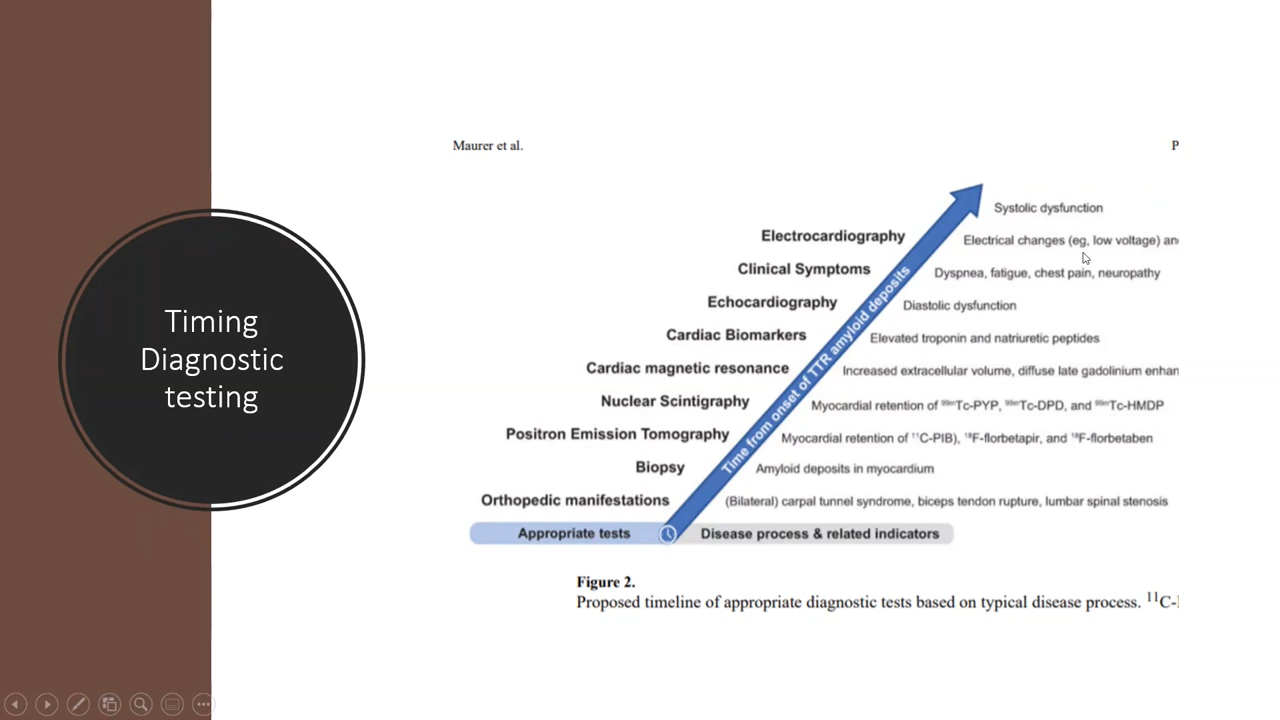 Maurer et al.
P
Timing
Diagnostic
testing
Systolic dysfunction
Electrocardiography
Electrical changes (eg, low voltage) an
Clinical Symptoms
Dyspnea, fatigue, chest pain, neuropathy
Echocardiography
Diastolic dysfunction
Cardiac Biomarkers
Elevated troponin and natriuretic peptides
Cardiac magnetic resonance
Increased extracellular volume, diffuse late gadolinium enhan
Nuclear Scintigraphy
Myocardial retention of ⁹⁹ᵐTc-PYP, ⁹⁹ᵐTc-DPD, and ⁹⁹ᵐTc-HMDP
Positron Emission Tomography
Myocardial retention of ¹¹C-PIB), ¹⁸F-florbetapir, and ¹⁸F-florbetaben
Biopsy
Amyloid deposits in myocardium
Orthopedic manifestations
(Bilateral) carpal tunnel syndrome, biceps tendon rupture, lumbar spinal stenosis
Time from onset of TTR amyloid deposits
Appropriate tests
Disease process & related indicators
Figure 2.
Proposed timeline of appropriate diagnostic tests based on typical disease process. ¹¹C-